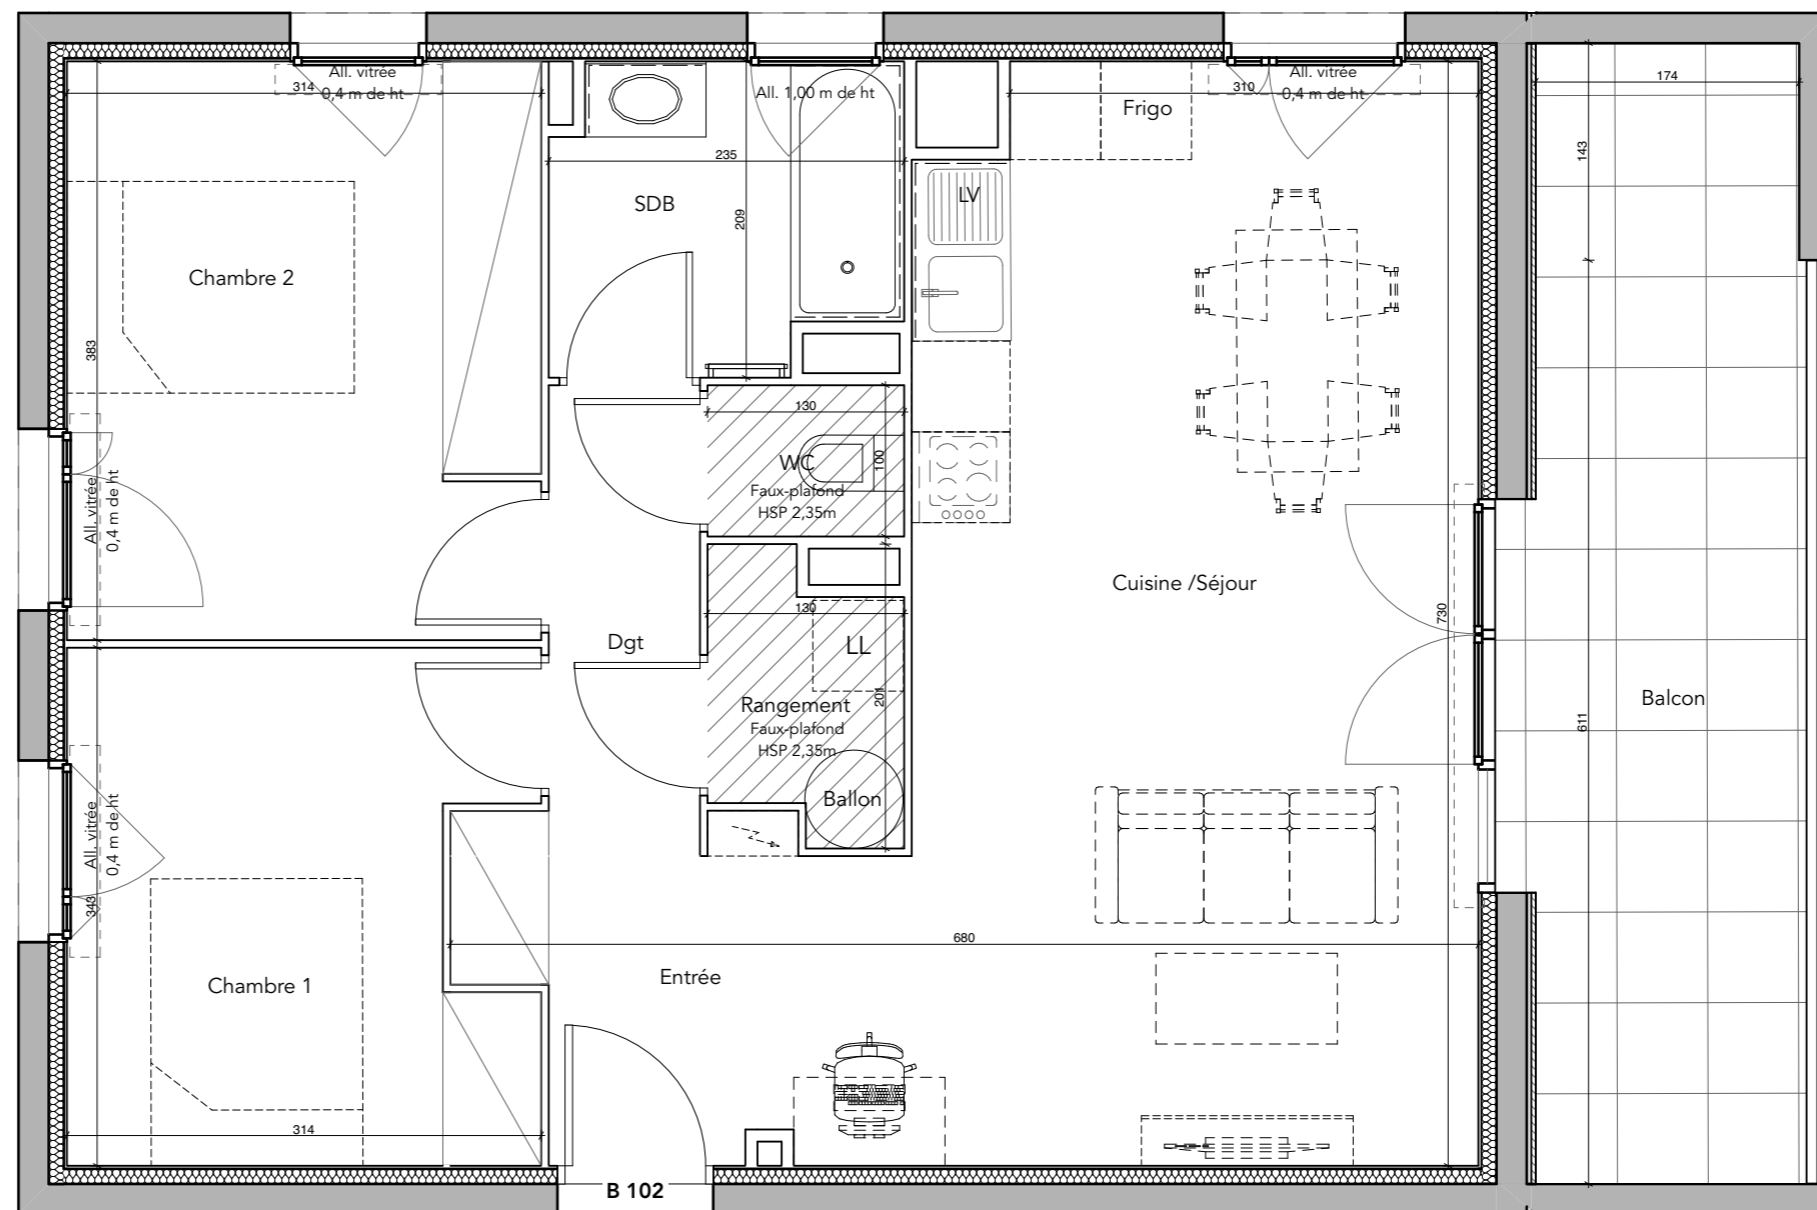 All. vitrée
0,4 m de ht
314
All. 1,00 m de ht
Frigo
All. vitrée
0,4 m de ht
310
174
143
235
SDB
209
LV
Chambre 2
383
130
WC
100
Faux-plafond
HSP 2,35m
All. vitrée
0,4 m de ht
Cuisine /Séjour
730
130
Dgt
LL
Rangement
201
Faux-plafond
HSP 2,35m
Balcon
611
Ballon
All. vitrée
0,4 m de ht
343
680
Entrée
Chambre 1
314
B 102